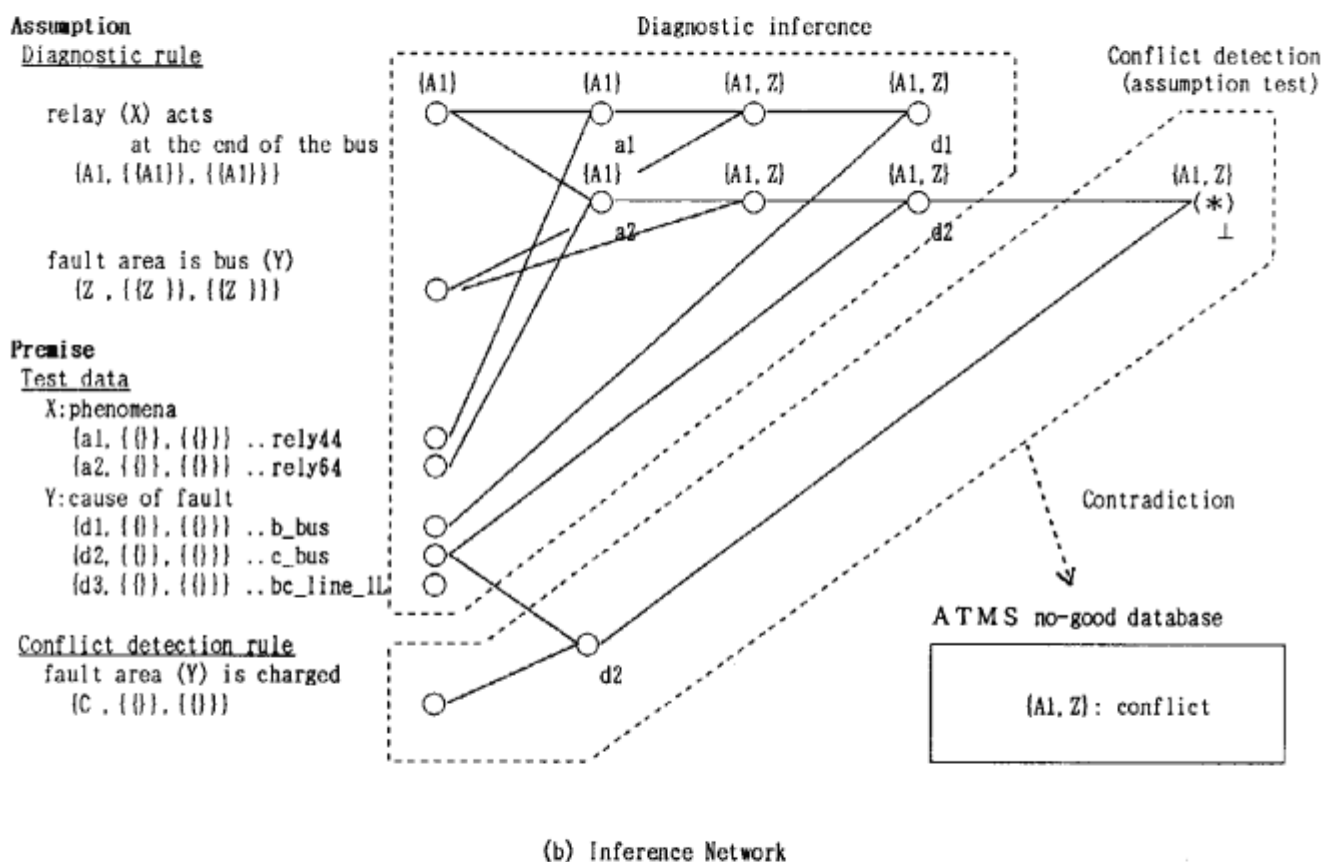 Assumption
Diagnostic rule
Diagnostic inference
Conflict detection
(assumption test)
{A1} {A1} {A1, Z} {A1, Z}
relay (X) acts
at the end of the bus
{A1, {{A1}}, {{A1}}}
a1 d1
{A1} {A1, Z} {A1, Z} {A1, Z}
(*)
a2 d2 ⊥
fault area is bus (Y)
{Z , {{Z }}, {{Z }}}
Premise
Test data
X:phenomena
{a1, {{}}, {{}}} ..rely44
{a2, {{}}, {{}}} ..rely64
Y:cause of fault
{d1, {{}}, {{}}} ..b_bus
{d2, {{}}, {{}}} ..c_bus
{d3, {{}}, {{}}} ..bc_line_1L
Contradiction
Conflict detection rule
fault area (Y) is charged
{C , {{}}, {{}}}
d2
ATMS no-good database
{A1, Z}: conflict
(b) Inference Network